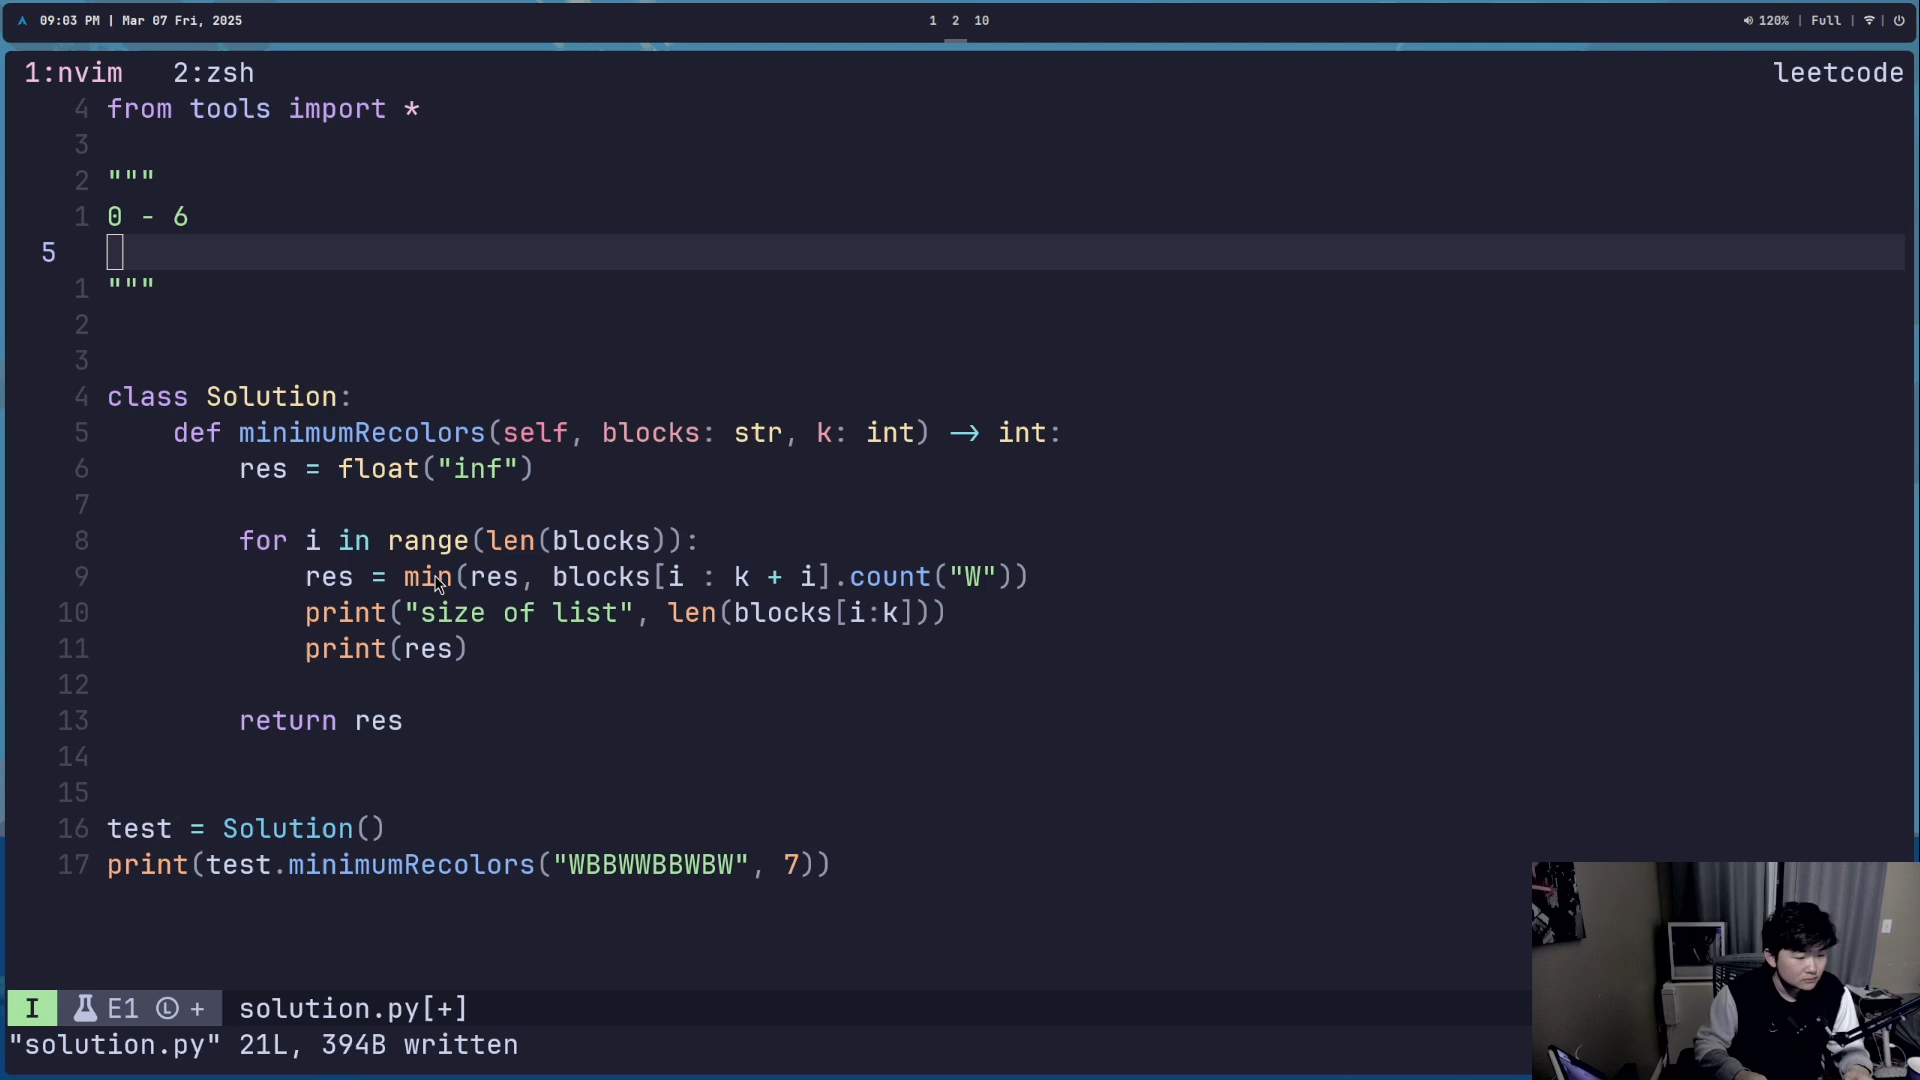 09:03 PM | Mar 07 Fri, 2025
1 2 10
120% | Full | |
1:nvim 2:zsh
leetcode
4 from tools import *
3
2 """
1 0 - 6
5
1 """
2
3
4 class Solution:
5 def minimumRecolors(self, blocks: str, k: int) → int:
6 res = float("inf")
7
8 for i in range(len(blocks)):
9 res = min(res, blocks[i : k + i].count("W"))
10 print("size of list", len(blocks[i:k]))
11 print(res)
12
13 return res
14
15
16 test = Solution()
17 print(test.minimumRecolors("WBBWWBBWBW", 7))
I E1 Ⓛ + solution.py[+]
"solution.py" 21L, 394B written